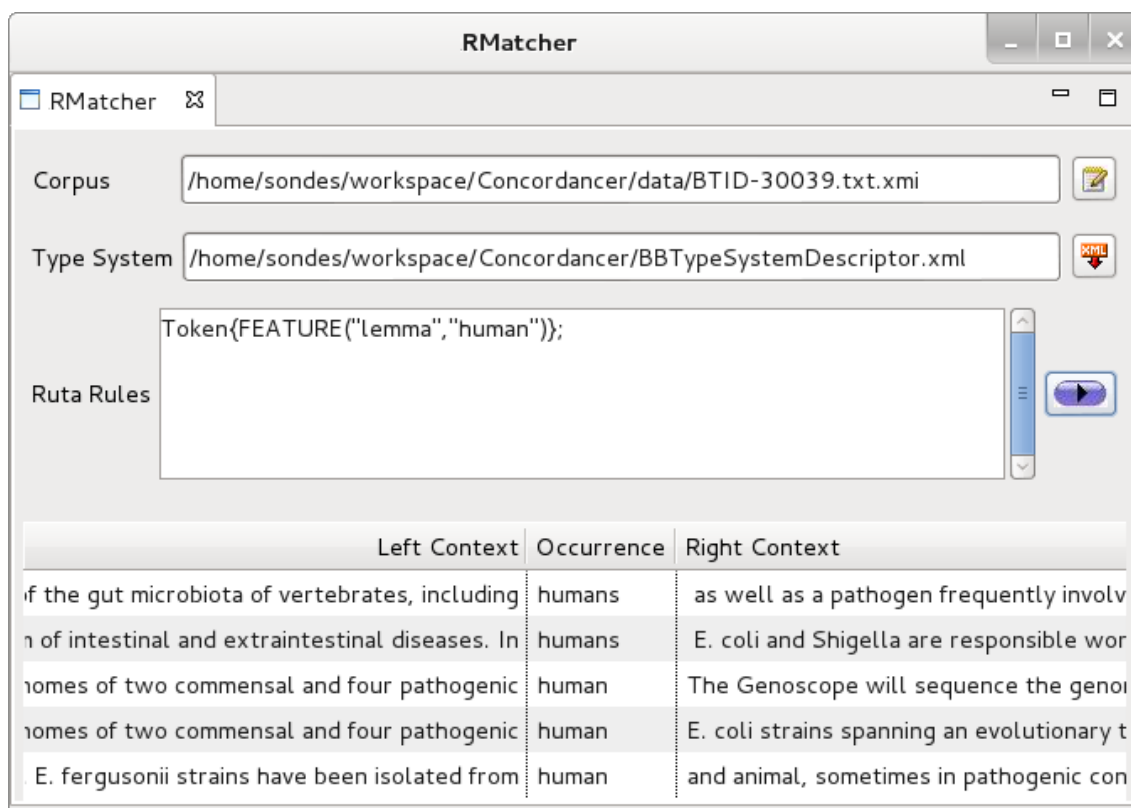 RMatcher
RMatcher
Corpus /home/sondes/workspace/Concordancer/data/BTID-30039.txt.xmi
Type System /home/sondes/workspace/Concordancer/BBTypeSystemDescriptor.xml
XML
Token{FEATURE("lemma","human")};
Ruta Rules
Left Context Occurrence Right Context
of the gut microbiota of vertebrates, including humans as well as a pathogen frequently involv
of intestinal and extraintestinal diseases. In humans E. coli and Shigella are responsible wor
nomes of two commensal and four pathogenic human The Genoscope will sequence the geno
nomes of two commensal and four pathogenic human E. coli strains spanning an evolutionary t
E. fergusonii strains have been isolated from human and animal, sometimes in pathogenic con